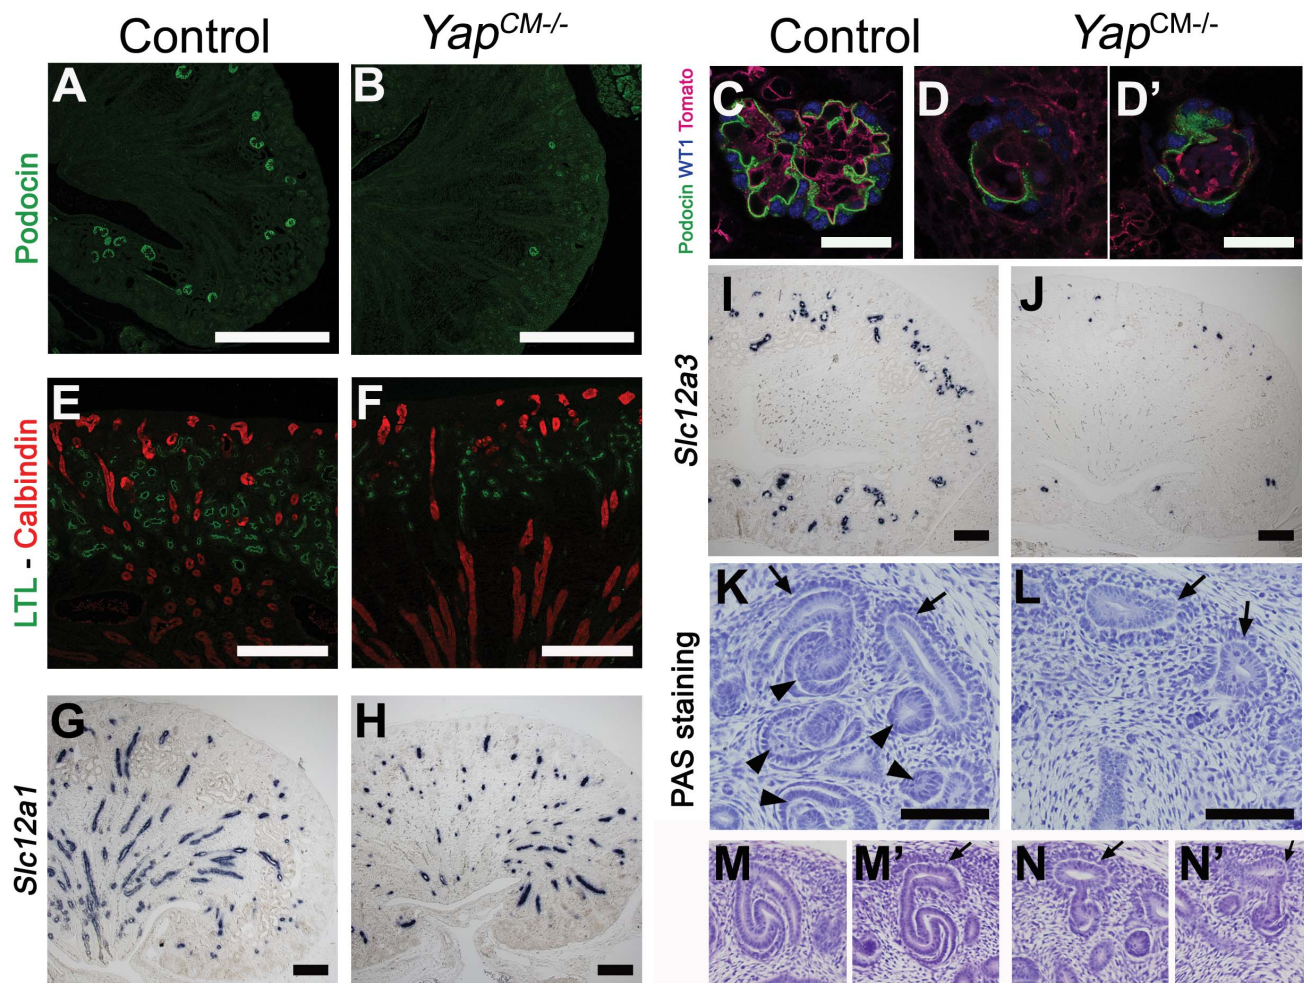 Control
Yap^CM-/-
Control
Yap^CM-/-
Podocin
A
B
Podocin WT1 Tomato
C
D
D’
LTL - Calbindin
E
F
Slc12a3
I
J
Slc12a1
G
H
PAS staining
K
L
M
M’
N
N’